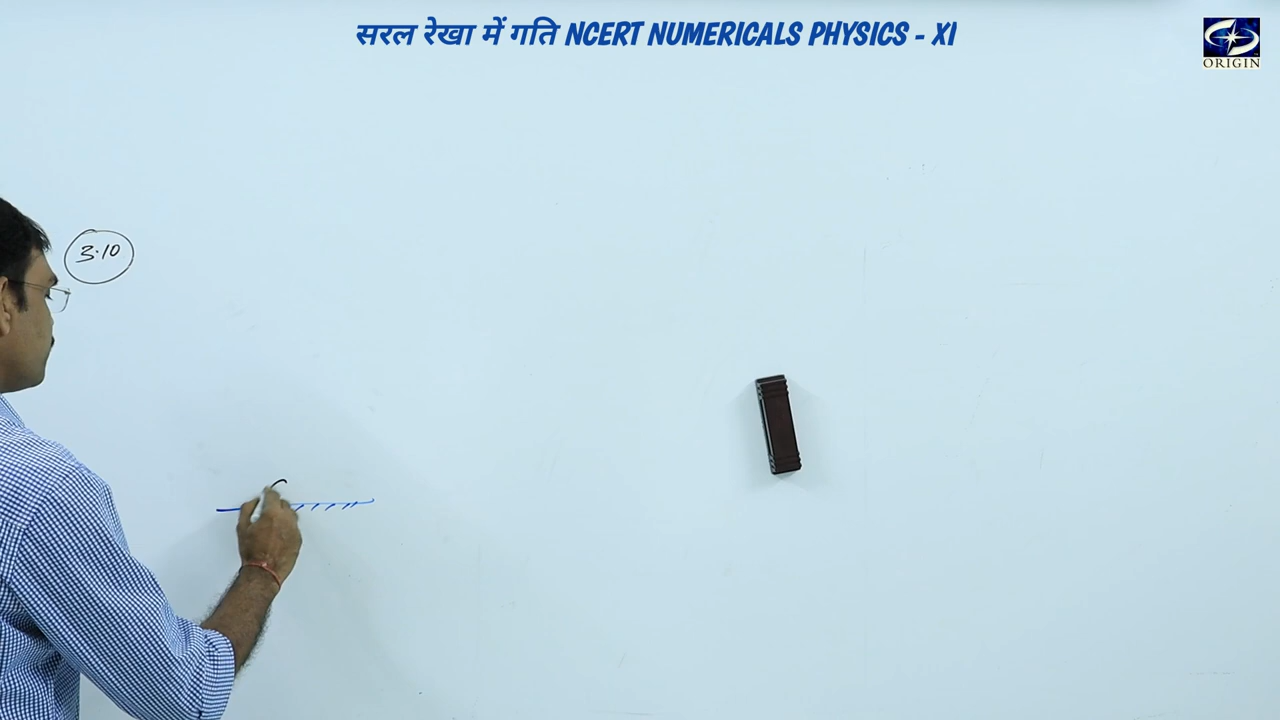 सरल रेखा में गति NCERT NUMERICALS PHYSICS - XI
ORIGIN
3.10